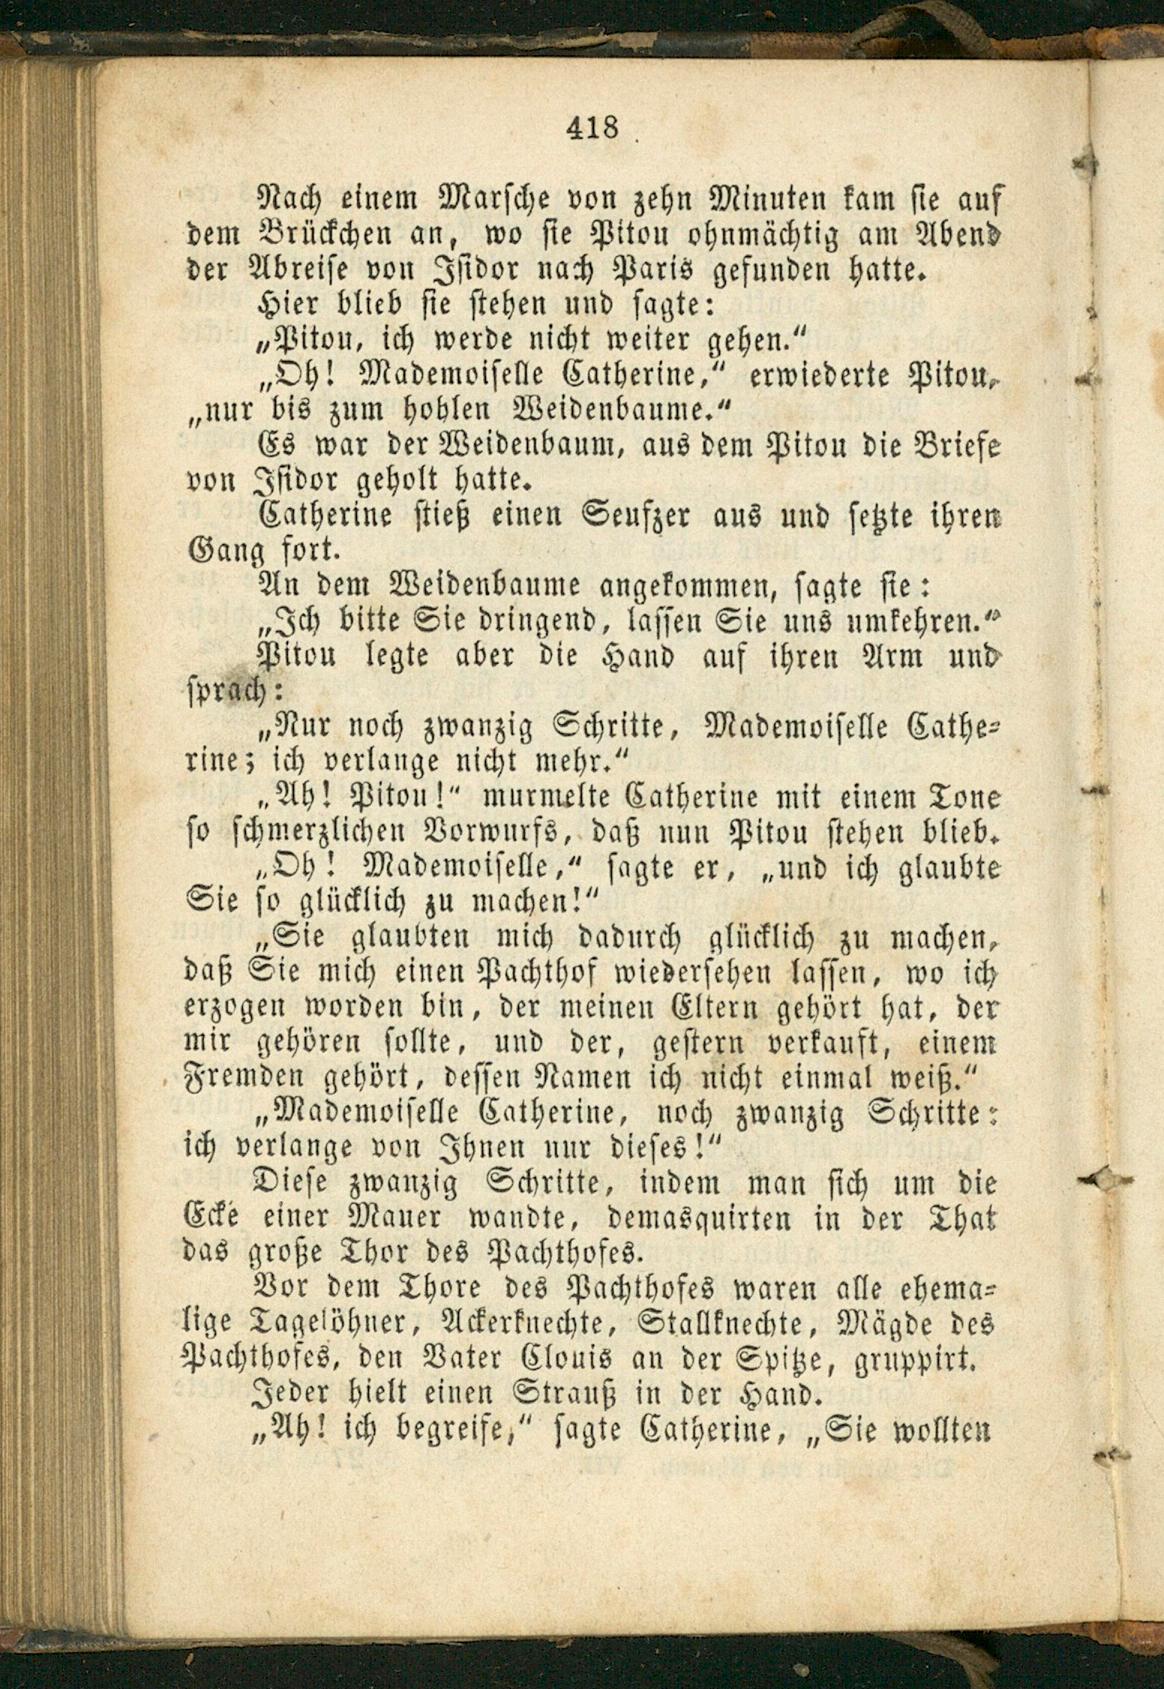 418
Nach einem Marsche von zehn Minuten kam sie auf
dem Brückchen an, wo sie Pitou ohnmächtig am Abend
der Abreise von Isidor nach Paris gefunden hatte.
Hier blieb sie stehen und sagte:
„Pitou, ich werde nicht weiter gehen.“
„Oh! Mademoiselle Catherine,“ erwiederte Pitou,
„nur bis zum hohlen Weidenbaume.“
Es war der Weidenbaum, aus dem Pitou die Briefe
von Isidor geholt hatte.
Catherine stieß einen Seufzer aus und setzte ihren
Gang fort.
An dem Weidenbaume angekommen, sagte sie:
„Ich bitte Sie dringend, lassen Sie uns umkehren.“
Pitou legte aber die Hand auf ihren Arm und
sprach:
„Nur noch zwanzig Schritte, Mademoiselle Cathe-
rine; ich verlange nicht mehr.“
„Ah! Pitou!“ murmelte Catherine mit einem Tone
so schmerzlichen Vorwurfs, daß nun Pitou stehen blieb.
„Oh! Mademoiselle,“ sagte er, „und ich glaubte
Sie so glücklich zu machen!“
„Sie glaubten mich dadurch glücklich zu machen,
daß Sie mich einen Pachthof wiedersehen lassen, wo ich
erzogen worden bin, der meinen Eltern gehört hat, der
mir gehören sollte, und der, gestern verkauft, einem
Fremden gehört, dessen Namen ich nicht einmal weiß.“
„Mademoiselle Catherine, noch zwanzig Schritte:
ich verlange von Ihnen nur dieses!“
Diese zwanzig Schritte, indem man sich um die
Ecke einer Mauer wandte, demasquirten in der That
das große Thor des Pachthofes.
Vor dem Thore des Pachthofes waren alle ehema-
lige Tagelöhner, Ackerknechte, Stallknechte, Mägde des
Pachthofes, den Vater Clouis an der Spitze, gruppirt.
Jeder hielt einen Strauß in der Hand.
„Ah! ich begreife,“ sagte Catherine, „Sie wollten